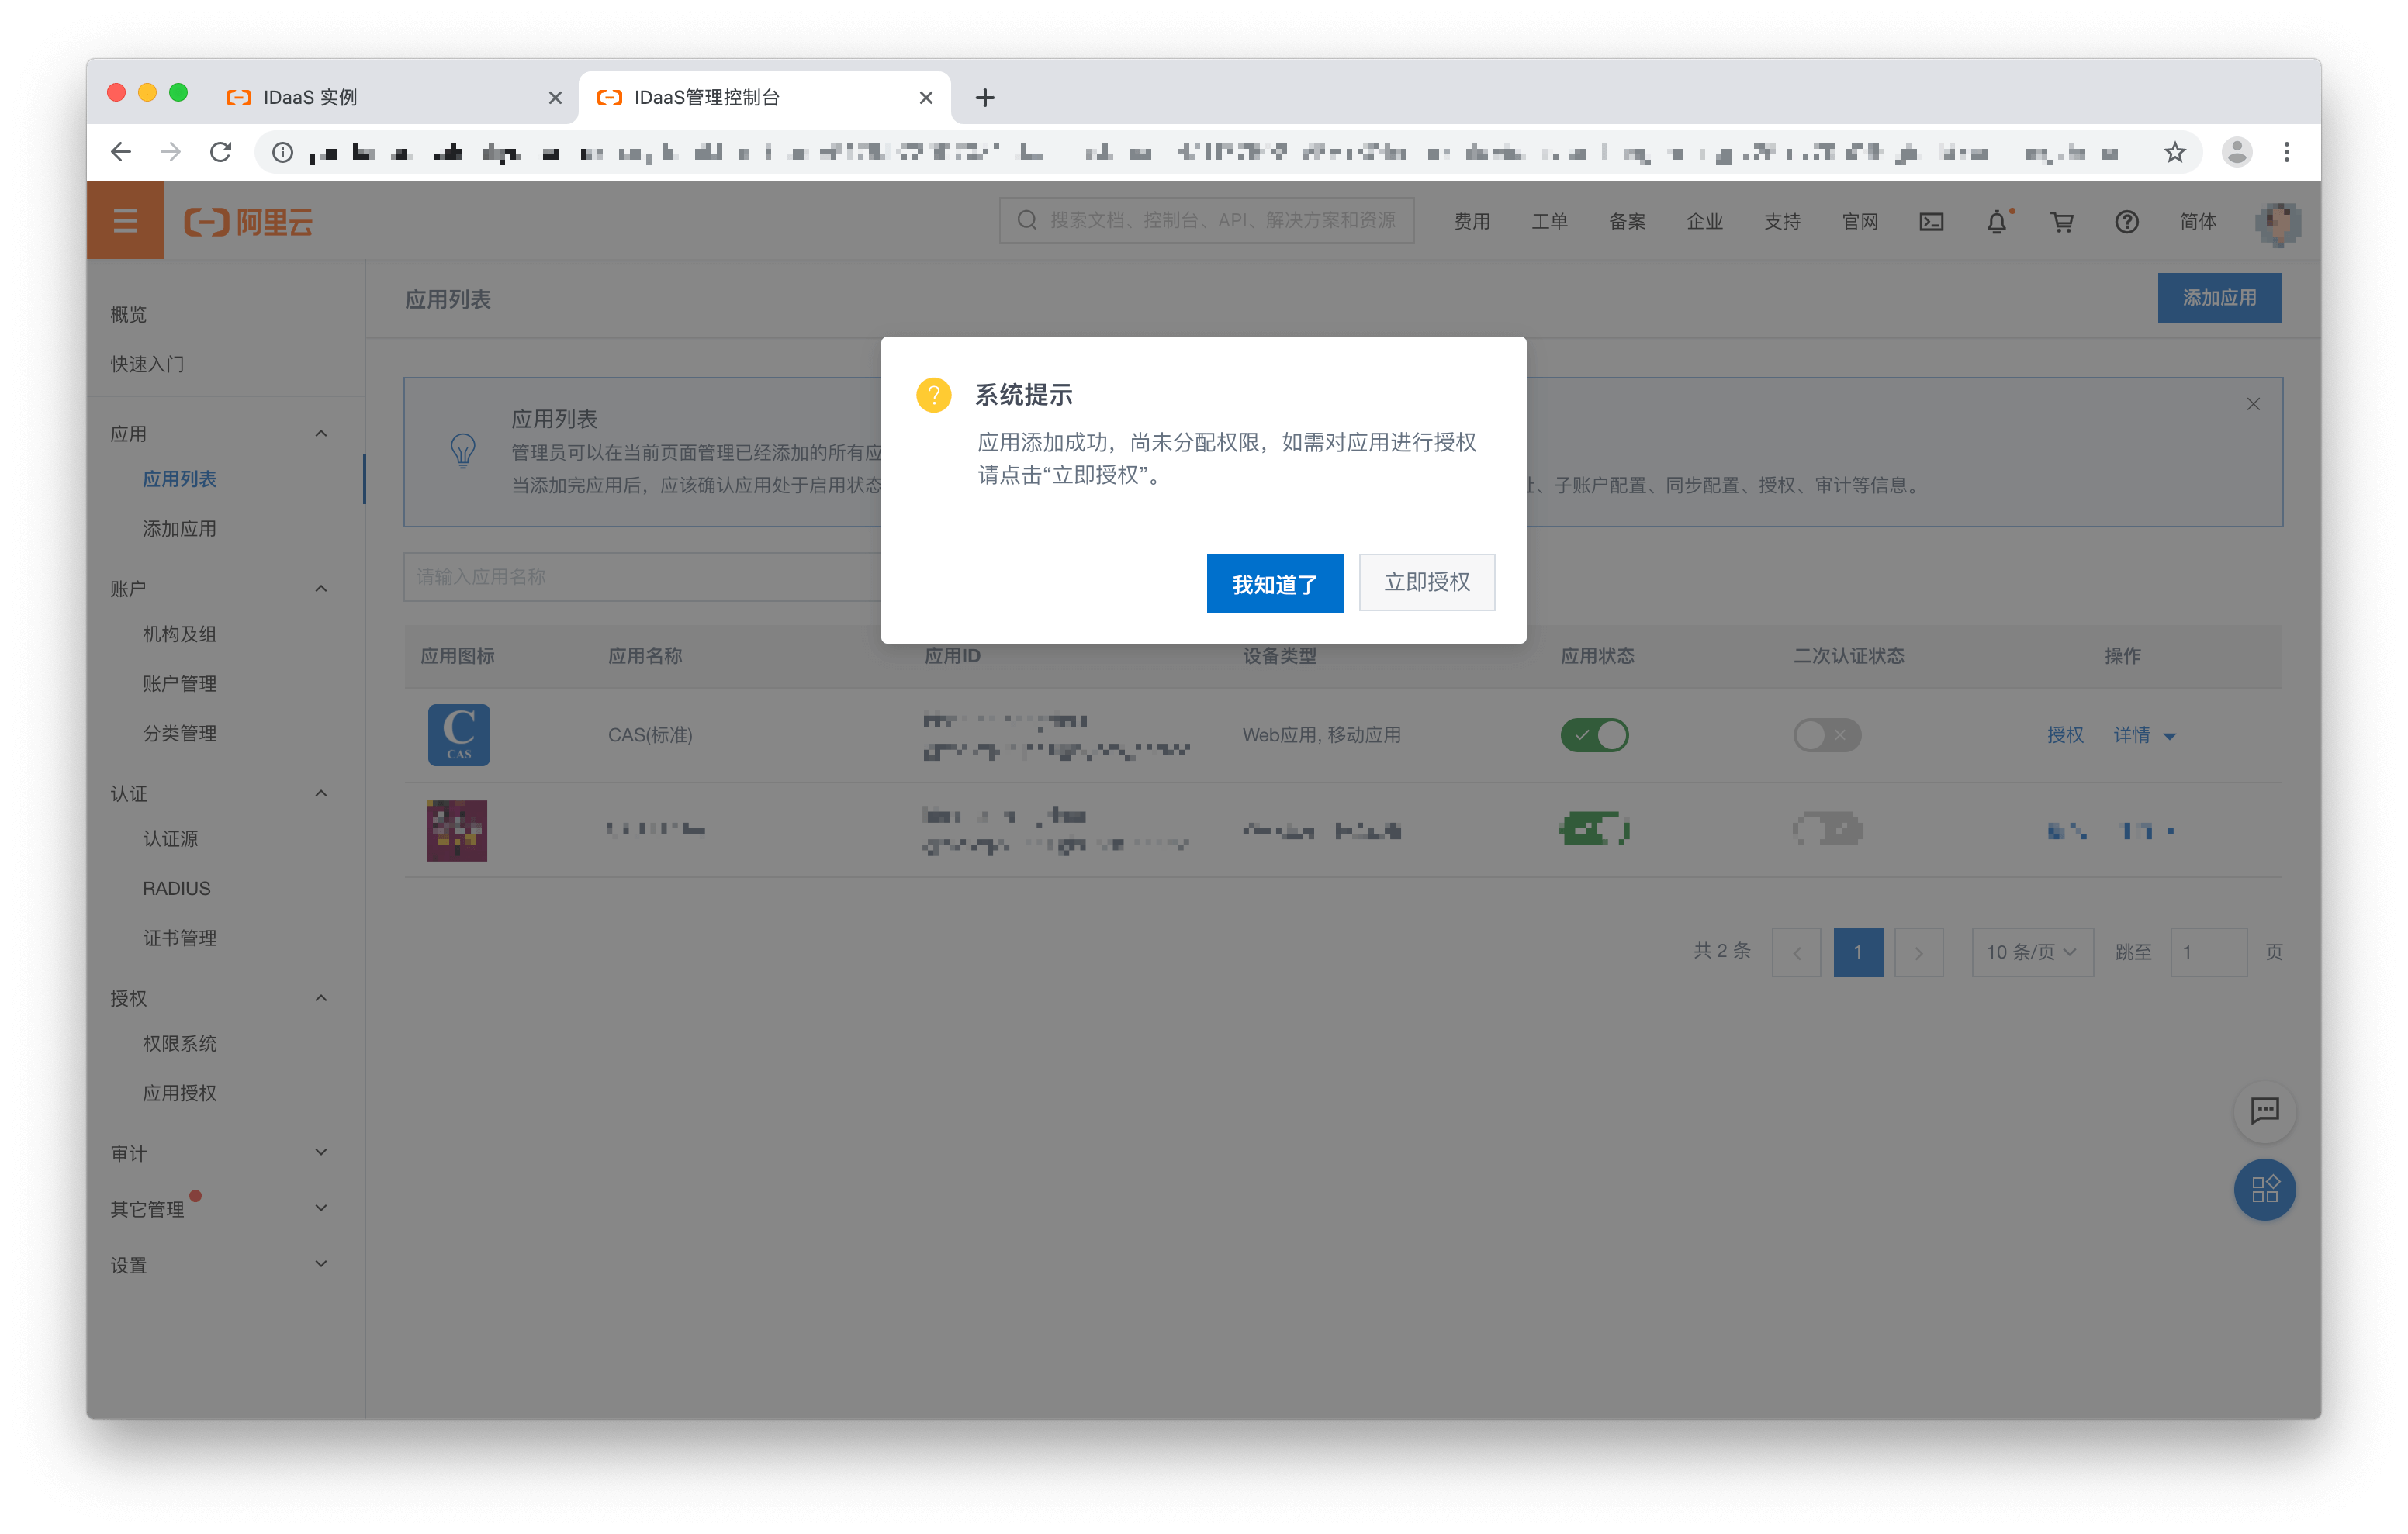 IDaaS 实例
IDaaS管理控制台
阿里云
搜索文档、控制台、API、解决方案和资源
费用
工单
备案
企业
支持
官网
简体
概览
快速入门
应用
应用列表
添加应用
账户
机构及组
账户管理
分类管理
认证
认证源
RADIUS
证书管理
授权
权限系统
应用授权
审计
其它管理
设置
应用列表
添加应用
应用列表
管理员可以在当前页面管理已经添加的所有应
当添加完应用后，应该确认应用处于启用状态
、子账户配置、同步配置、授权、审计等信息。
系统提示
应用添加成功，尚未分配权限，如需对应用进行授权
请点击“立即授权”。
我知道了
立即授权
请输入应用名称
应用图标
应用名称
应用ID
设备类型
应用状态
二次认证状态
操作
C
CAS
CAS(标准)
Web应用, 移动应用
授权
详情
共 2 条
1
10 条/页
跳至
1
页